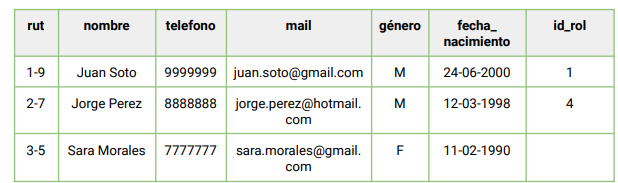 rut nombre telefono mail género fecha_
nacimiento id_rol
1-9 Juan Soto 9999999 juan.soto@gmail.com M 24-06-2000 1
2-7 Jorge Perez 8888888 jorge.perez@hotmail.
com M 12-03-1998 4
3-5 Sara Morales 7777777 sara.morales@gmail.
com F 11-02-1990